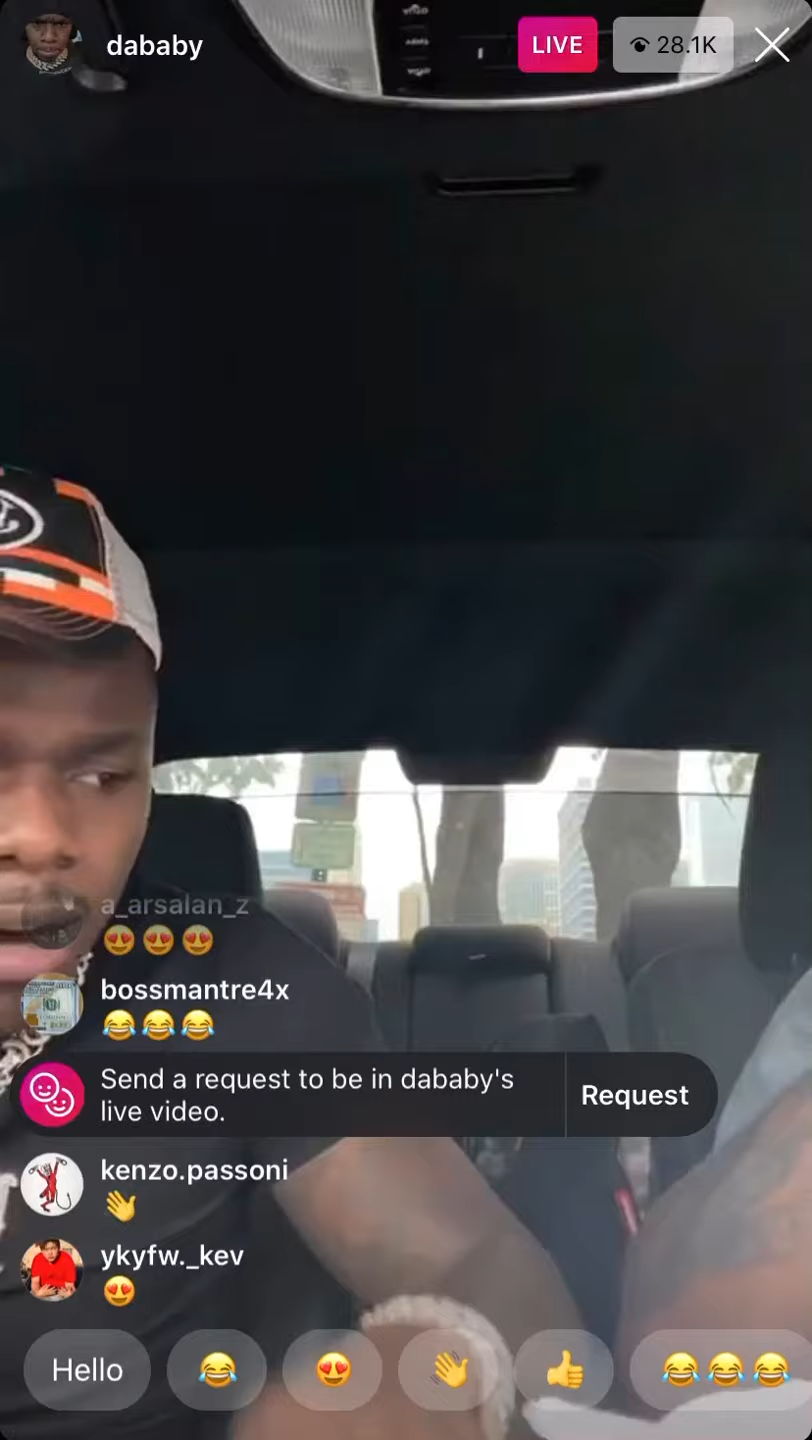 dababy
LIVE
28.1K
a_arsalan_z
😍😍😍
bossmantre4x
😂😂😂
Send a request to be in dababy's
live video.
Request
kenzo.passoni
👋
ykyfw._kev
😍
Hello 😂 😍 👋 👍 😂😂😂